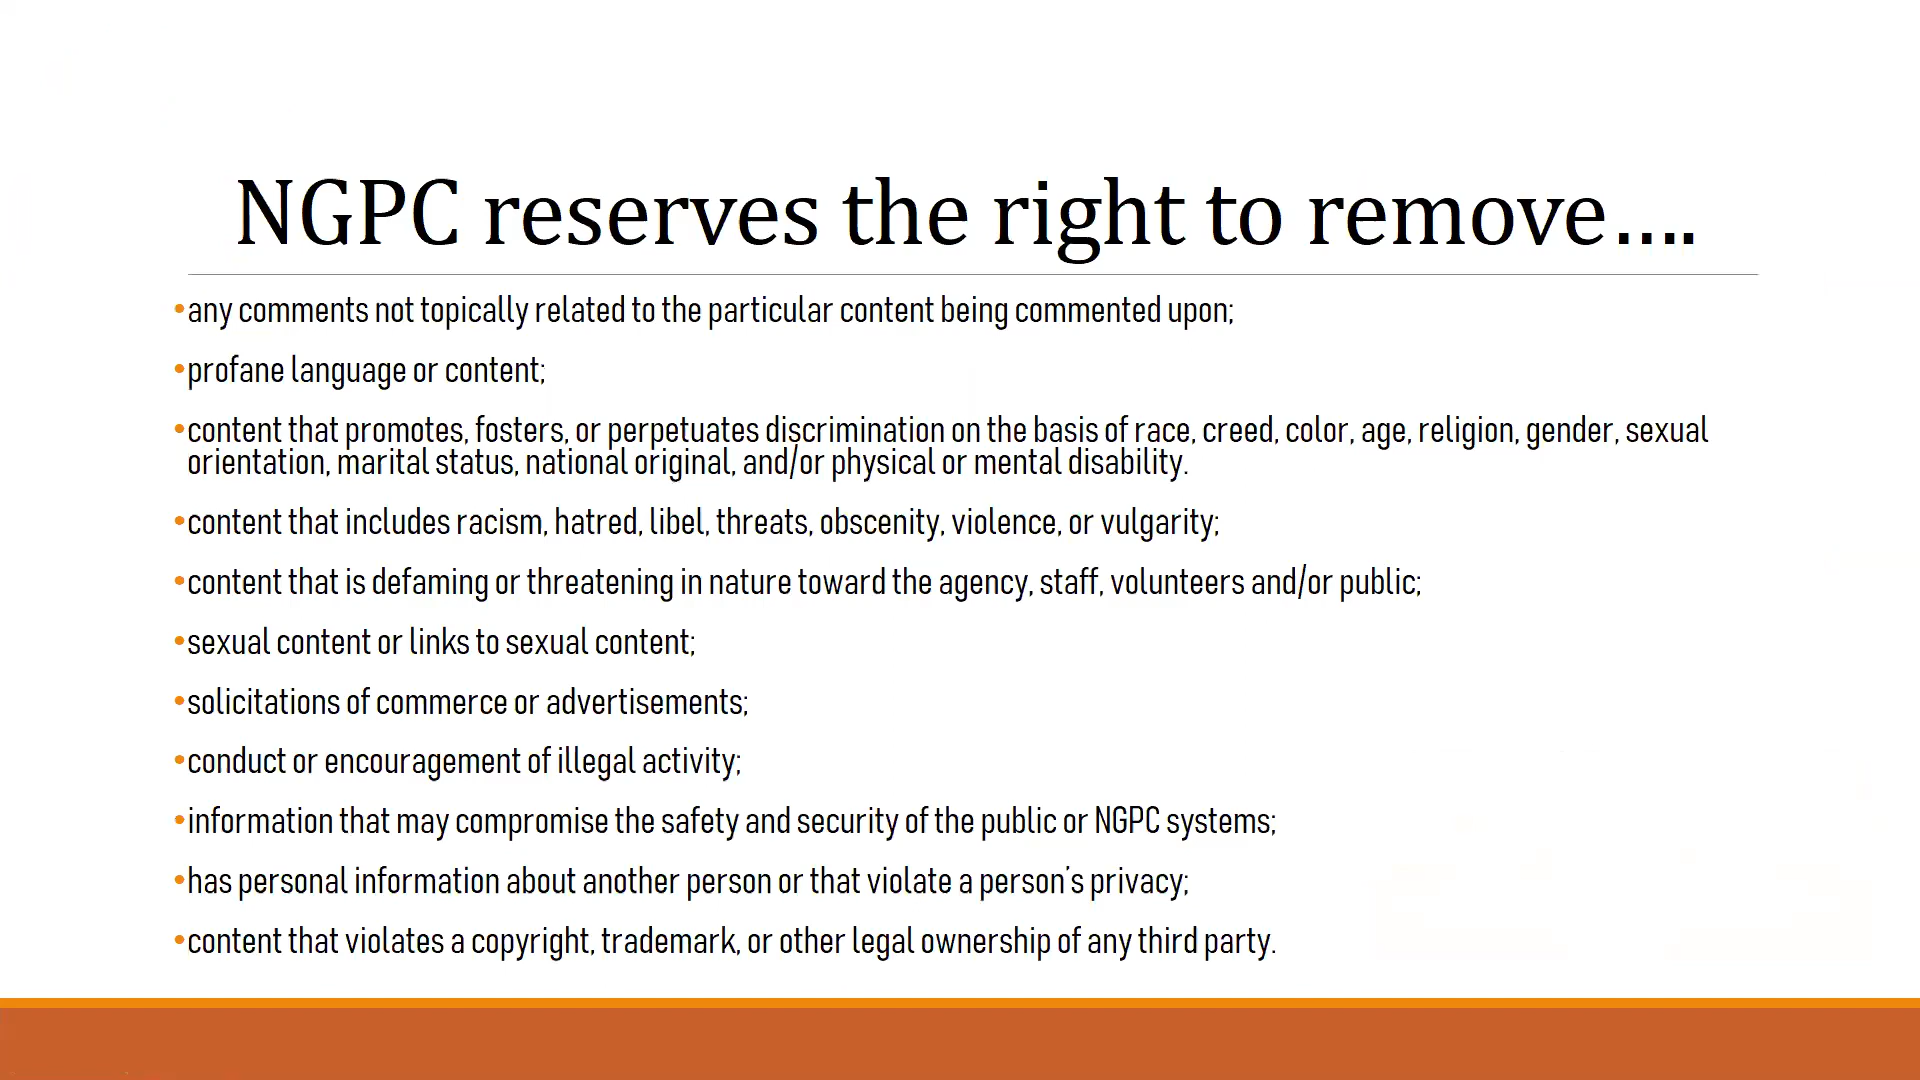 NGPC reserves the right to remove....
•any comments not topically related to the particular content being commented upon;
•profane language or content;
•content that promotes, fosters, or perpetuates discrimination on the basis of race, creed, color, age, religion, gender, sexual
orientation, marital status, national original, and/or physical or mental disability.
•content that includes racism, hatred, libel, threats, obscenity, violence, or vulgarity;
•content that is defaming or threatening in nature toward the agency, staff, volunteers and/or public;
•sexual content or links to sexual content;
•solicitations of commerce or advertisements;
•conduct or encouragement of illegal activity;
•information that may compromise the safety and security of the public or NGPC systems;
•has personal information about another person or that violate a person's privacy;
•content that violates a copyright, trademark, or other legal ownership of any third party.